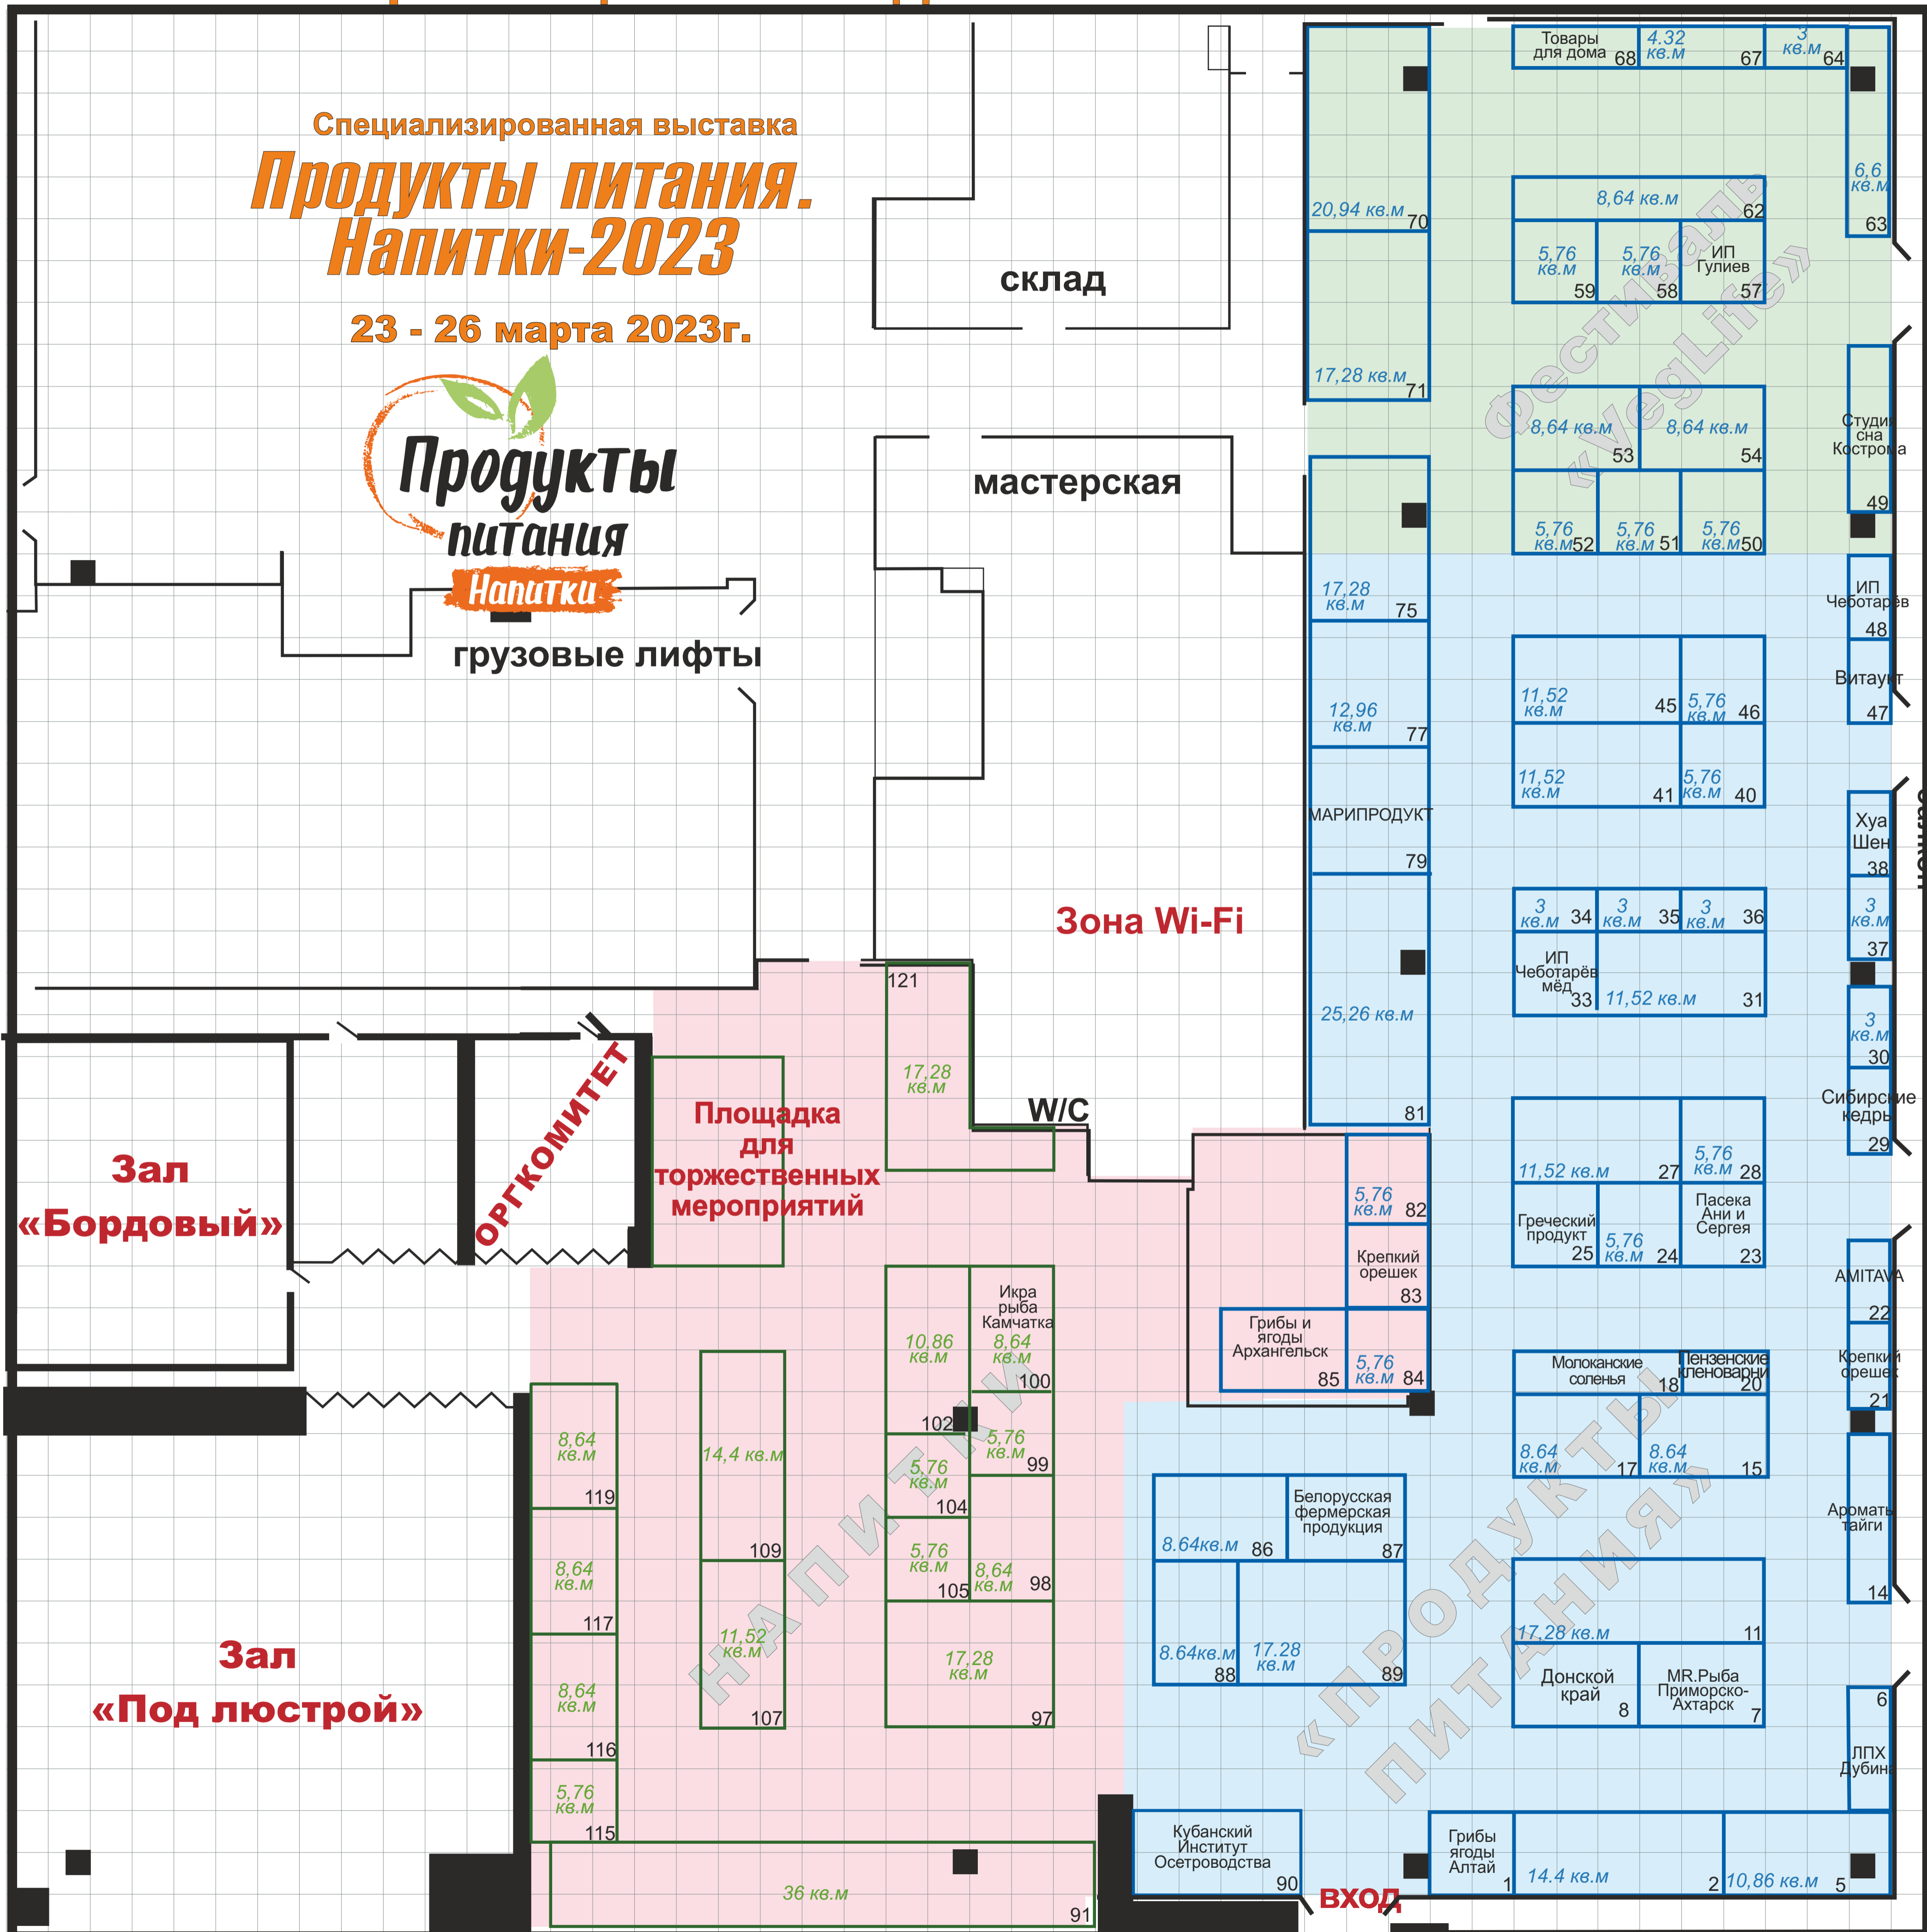 Специализированная выставка
Продукты питания.
Напитки-2023
23 - 26 марта 2023г.
Продукты
питания
Напитки
грузовые лифты
склад
мастерская
Зона Wi-Fi
W/C
Зал
«Бордовый»
ОРГКОМИТЕТ
Площадка
для
торжественных
мероприятий
Зал
«Под люстрой»
НАПИТКИ
Фестиваль
«VegLife»
«ПРОДУКТЫ
ПИТАНИЯ»
ВХОД
Товары
для дома 68
4.32
кв.м 67
3
кв.м 64
6,6
кв.м
63
20,94 кв.м 70
17,28 кв.м 71
8,64 кв.м 62
5,76
кв.м
59
5,76
кв.м
58
ИП
Гулиев
57
8,64 кв.м
53
8,64 кв.м
54
5,76
кв.м 52
5,76
кв.м 51
5,76
кв.м 50
Студия
сна
Кострома
49
ИП
Чеботарёв
48
Витаукт
47
17,28
кв.м 75
12,96
кв.м 77
МАРИПРОДУКТ
79
25,26 кв.м
81
11,52
кв.м 45
5,76
кв.м 46
11,52
кв.м 41
5,76
кв.м 40
Хуа
Шен
38
3
кв.м
37
3
кв.м 34
3
кв.м 35
3
кв.м 36
ИП
Чеботарёв
мёд
33
11,52 кв.м 31
3
кв.м
30
Сибирские
кедры
29
11,52 кв.м 27
5,76
кв.м 28
Греческий
продукт
25
5,76
кв.м 24
Пасека
Ани и
Сергея
23
AMITAVA
22
Крепкий
орешек
21
Молоканские
соленья 18
Пензенские
кленоварни
20
8.64
кв.м 17
8.64
кв.м 15
Ароматы
тайги
14
17,28 кв.м 11
Донской
край
8
MR.Рыба
Приморско-
Ахтарск
7
6
ЛПХ
Дубина
Грибы
ягоды
Алтай
1
14.4 кв.м 2
10,86 кв.м 5
5,76
кв.м 82
Крепкий
орешек
83
Грибы и
ягоды
Архангельск
85
5,76
кв.м 84
8.64кв.м 86
Белорусская
фермерская
продукция
87
8.64кв.м
88
17.28
кв.м 89
Кубанский
Институт
Осетроводства
90
121
17,28
кв.м
10,86
кв.м
102
Икра
рыба
Камчатка
8,64
кв.м
100
5,76
кв.м 99
5,76
кв.м
104
5,76
кв.м
105
8,64
кв.м 98
17,28
кв.м
97
14,4 кв.м
109
11,52
кв.м
107
8,64
кв.м
119
8,64
кв.м
117
8,64
кв.м
116
5,76
кв.м
115
36 кв.м
91